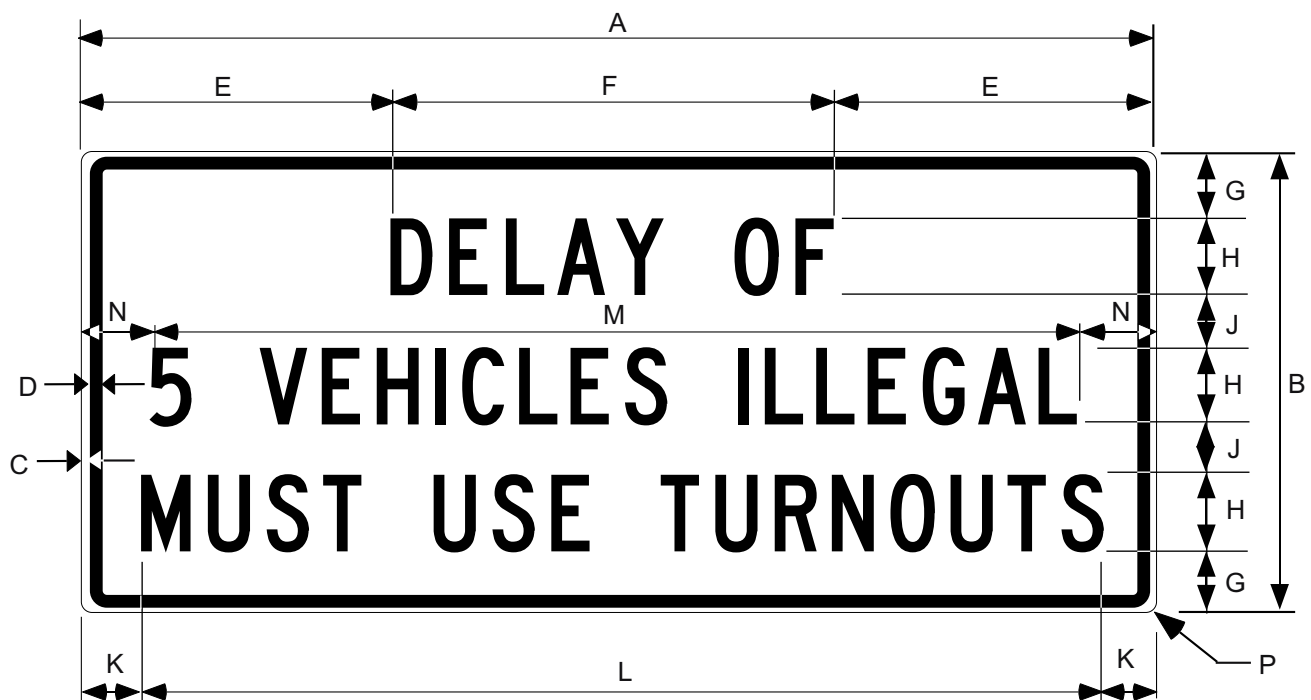 A
E F E
G
DELAY OF
H
N M N
J
5 VEHICLES ILLEGAL
D
H
B
J
C
MUST USE TURNOUTS
H
G
K L K
P